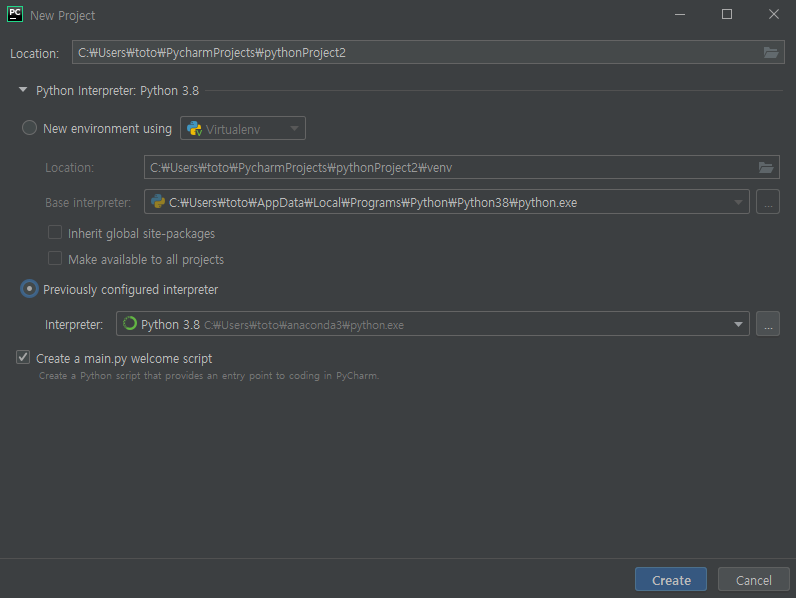 PC New Project
Location: C:₩Users₩toto₩PycharmProjects₩pythonProject2
Python Interpreter: Python 3.8
New environment using Virtualenv
Location: C:₩Users₩toto₩PycharmProjects₩pythonProject2₩venv
Base interpreter: C:₩Users₩toto₩AppData₩Local₩Programs₩Python₩Python38₩python.exe ...
Inherit global site-packages
Make available to all projects
Previously configured interpreter
Interpreter: Python 3.8 C:₩Users₩toto₩anaconda3₩python.exe ...
Create a main.py welcome script
Create a Python script that provides an entry point to coding in PyCharm.
Create Cancel